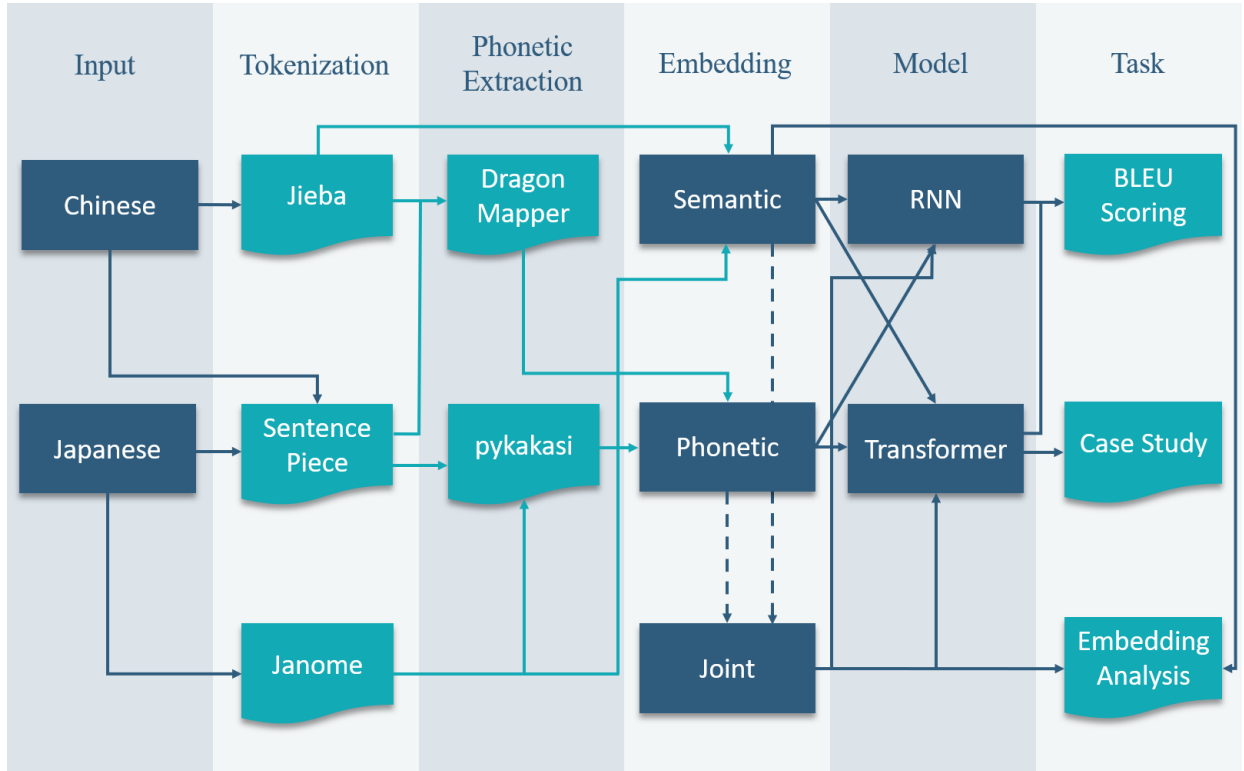 Input
Tokenization
Phonetic
Extraction
Embedding
Model
Task
Chinese
Jieba
Dragon
Mapper
Semantic
RNN
BLEU
Scoring
Japanese
Sentence
Piece
pykakasi
Phonetic
Transformer
Case Study
Janome
Joint
Embedding
Analysis